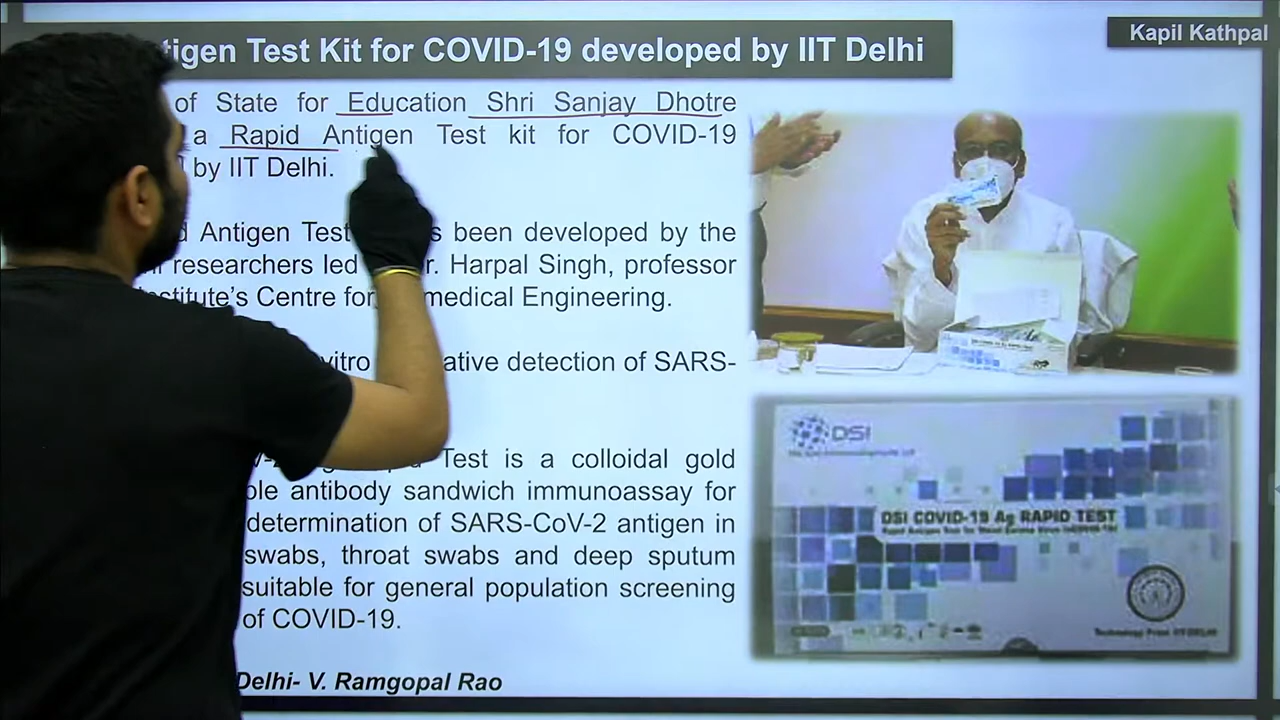 tigen Test Kit for COVID-19 developed by IIT Delhi
Kapil Kathpal
of State for Education Shri Sanjay Dhotre
a Rapid Antigen Test kit for COVID-19
by IIT Delhi.
d Antigen Test s been developed by the
researchers led r. Harpal Singh, professor
stitute's Centre for medical Engineering.
vitro ative detection of SARS-
Test is a colloidal gold
ble antibody sandwich immunoassay for
determination of SARS-CoV-2 antigen in
swabs, throat swabs and deep sputum
suitable for general population screening
of COVID-19.
Delhi- V. Ramgopal Rao
DSI
DSI COVID-19 Ag RAPID TEST
Technology From IIT DELHI